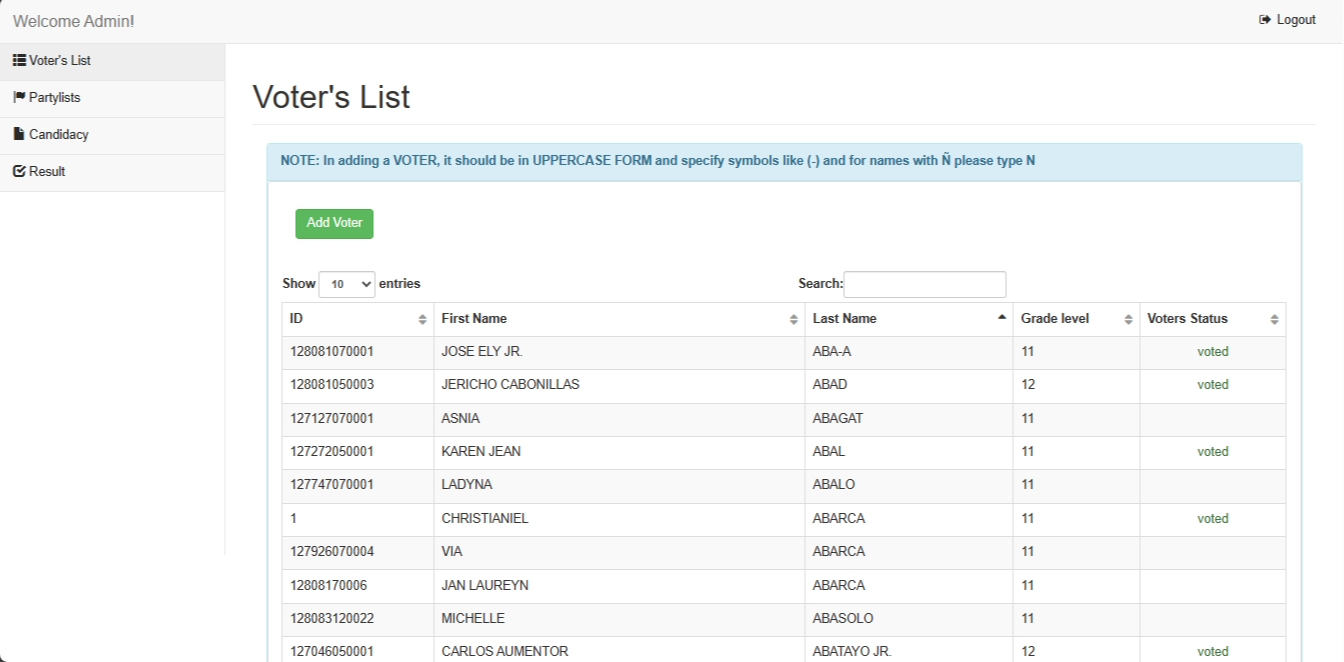 Welcome Admin!
Logout
Voter's List
Partylists
Candidacy
Result
Voter's List
NOTE: In adding a VOTER, it should be in UPPERCASE FORM and specify symbols like (-) and for names with Ñ please type N
Add Voter
Show 10 entries Search:
ID First Name Last Name Grade level Voters Status
128081070001 JOSE ELY JR. ABA-A 11 voted
128081050003 JERICHO CABONILLAS ABAD 12 voted
127127070001 ASNIA ABAGAT 11
127272050001 KAREN JEAN ABAL 11 voted
127747070001 LADYNA ABALO 11
1 CHRISTIANIEL ABARCA 11 voted
127926070004 VIA ABARCA 11
12808170006 JAN LAUREYN ABARCA 11
128083120022 MICHELLE ABASOLO 11
127046050001 CARLOS AUMENTOR ABATAYO JR. 12 voted